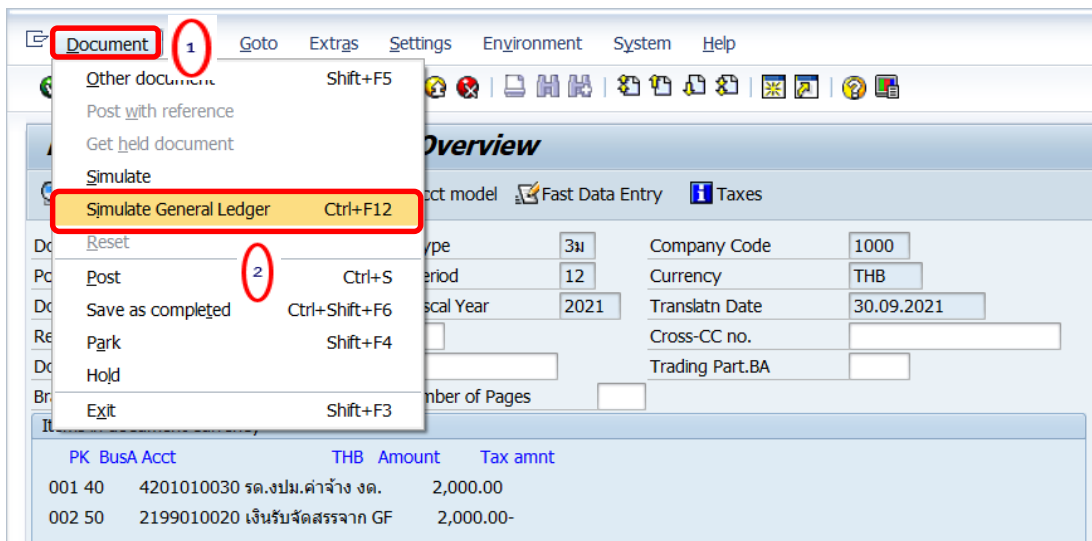 Document 1 Goto Extras Settings Environment System Help
Other document Shift+F5
Post with reference
Get held document
Overview
Simulate
Simulate General Ledger Ctrl+F12
cct model Fast Data Entry Taxes
Reset
ype 3ม Company Code 1000
Post 2 Ctrl+S
eriod 12 Currency THB
Save as completed Ctrl+Shift+F6
scal Year 2021 Translatn Date 30.09.2021
Park Shift+F4
Cross-CC no.
Hold
Trading Part.BA
Exit Shift+F3
mber of Pages
PK BusA Acct THB Amount Tax amnt
001 40 4201010030 รด.งปม.ค่าจ้าง งด. 2,000.00
002 50 2199010020 เงินรับจัดสรรจาก GF 2,000.00-